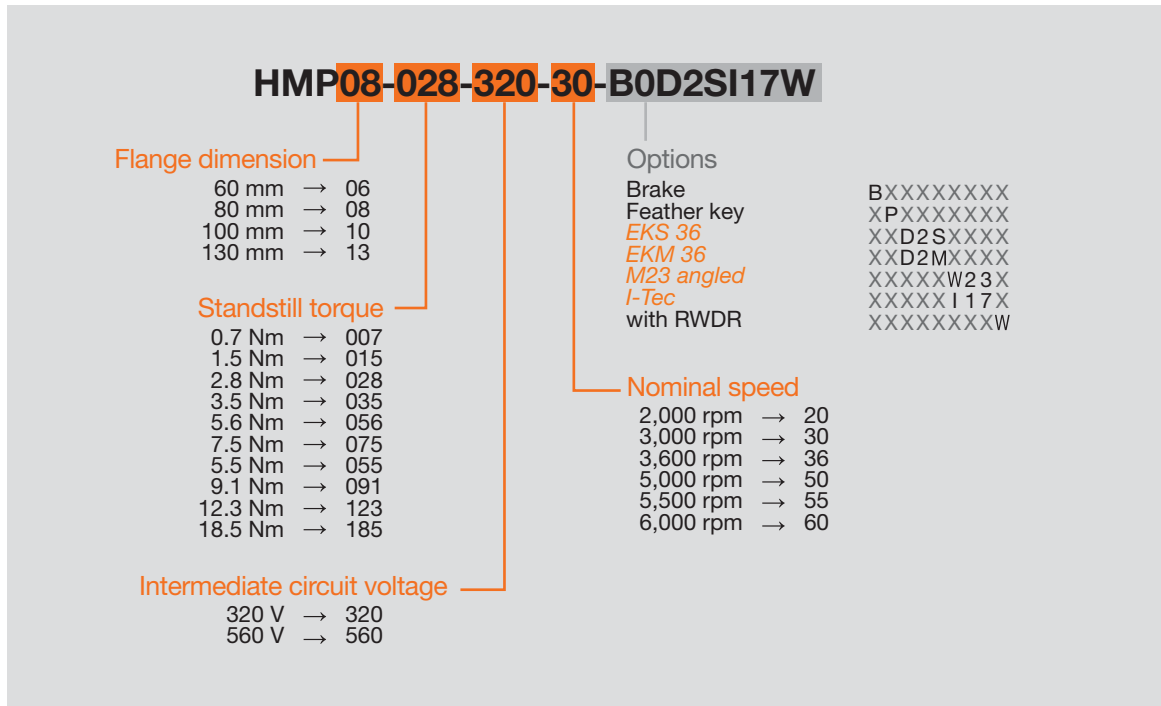 HMP08-028-320-30-B0D2SI17W
Flange dimension
60 mm → 06
80 mm → 08
100 mm → 10
130 mm → 13
Standstill torque
0.7 Nm → 007
1.5 Nm → 015
2.8 Nm → 028
3.5 Nm → 035
5.6 Nm → 056
7.5 Nm → 075
5.5 Nm → 055
9.1 Nm → 091
12.3 Nm → 123
18.5 Nm → 185
Intermediate circuit voltage
320 V → 320
560 V → 560
Options
Brake BXXXXXXXX
Feather key XPXXXXXXX
EKS 36 XXD2SXXXX
EKM 36 XXD2MXXXX
M23 angled XXXXXW23X
I-Tec XXXXXI17X
with RWDR XXXXXXXXW
Nominal speed
2,000 rpm → 20
3,000 rpm → 30
3,600 rpm → 36
5,000 rpm → 50
5,500 rpm → 55
6,000 rpm → 60